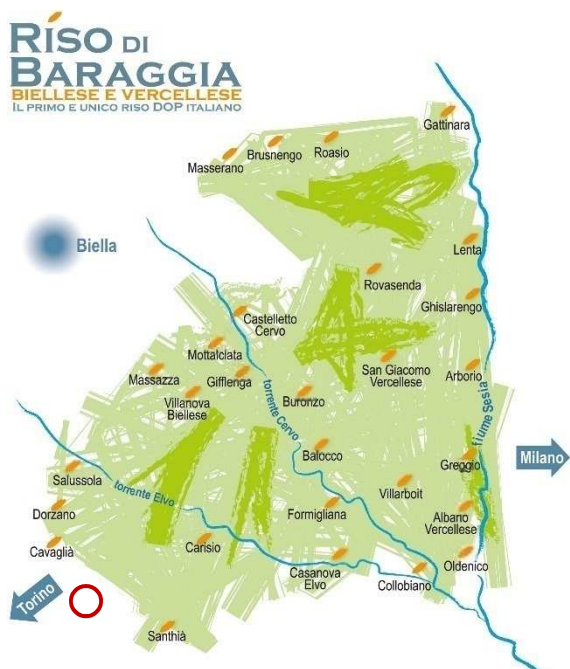 RISO DI
BARAGGIA
BIELLESE E VERCELLESE
IL PRIMO E UNICO RISO DOP ITALIANO
Gattinara
Brusnengo
Roasio
Masserano
Biella
Lenta
Rovasenda
Ghislarengo
Castelletto
Cervo
Mottalciata
San Giacomo
Vercellese
Arborio
Massazza
Gifflenga
Villanova
Biellese
Buronzo
torrente Cervo
fiume Sesia
Balocco
Greggio
Milano
Salussola
torrente Elvo
Villarboit
Dorzano
Formigliana
Albano
Vercellese
Cavaglià
Carisio
Casanova
Elvo
Collobiano
Oldenico
Torino
Santhià